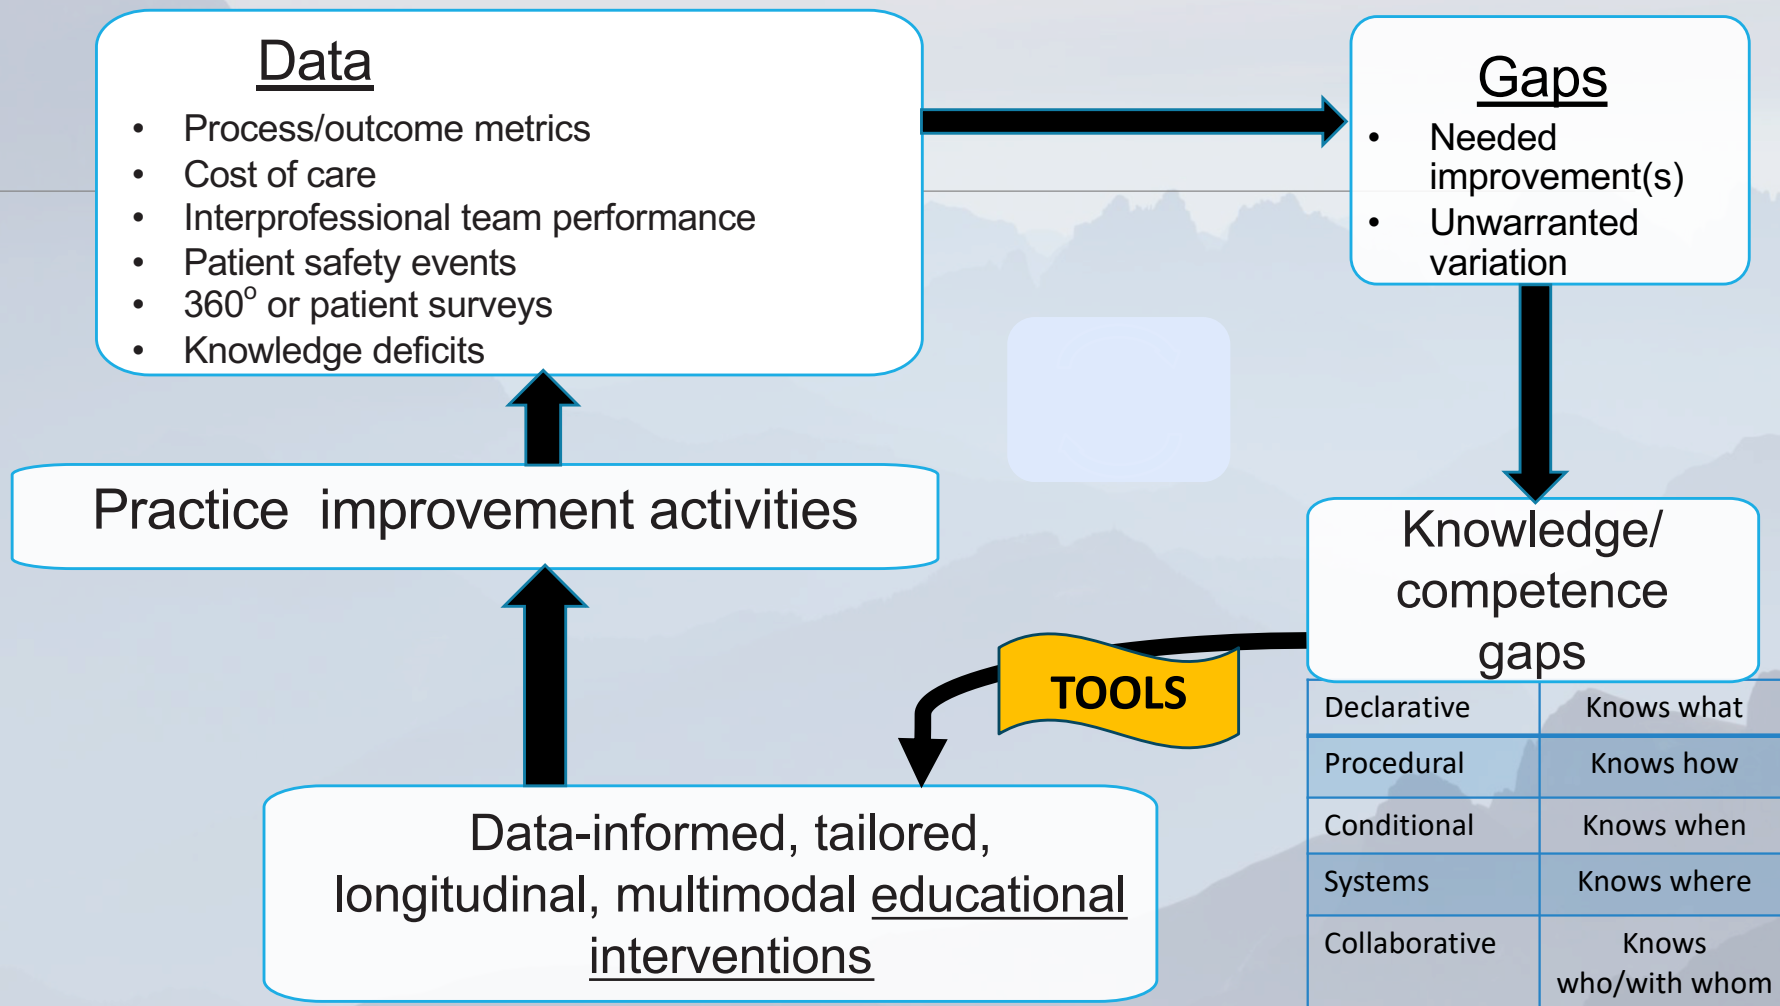 Data
• Process/outcome metrics
• Cost of care
• Interprofessional team performance
• Patient safety events
• 360° or patient surveys
• Knowledge deficits
Gaps
• Needed
improvement(s)
• Unwarranted
variation
Practice improvement activities
Knowledge/
competence
gaps
TOOLS
Declarative Knows what
Procedural Knows how
Conditional Knows when
Systems Knows where
Collaborative Knows
who/with whom
Data-informed, tailored,
longitudinal, multimodal educational
interventions